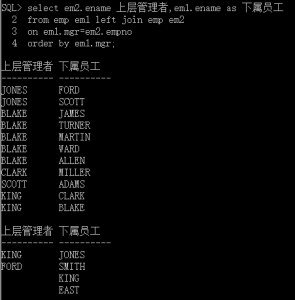 SQL> select em2.ename 上层管理者,em1.ename as 下属员工
2 from emp em1 left join emp em2
3 on em1.mgr=em2.empno
4 order by em1.mgr;
上层管理者 下属员工
---------- ----------
JONES FORD
JONES SCOTT
BLAKE JAMES
BLAKE TURNER
BLAKE MARTIN
BLAKE WARD
BLAKE ALLEN
CLARK MILLER
SCOTT ADAMS
KING CLARK
KING BLAKE
上层管理者 下属员工
---------- ----------
KING JONES
FORD SMITH
KING
EAST